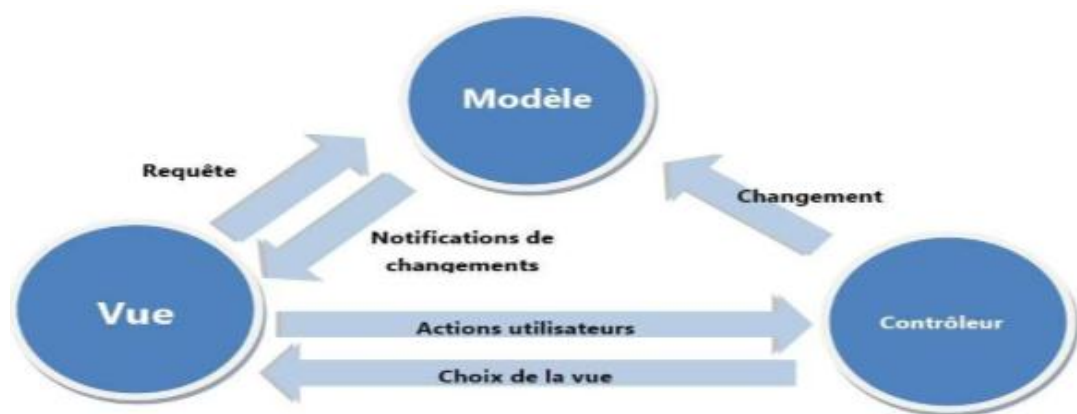 Modèle
Requête
Changement
Notifications de
changements
Vue
Contrôleur
Actions utilisateurs
Choix de la vue